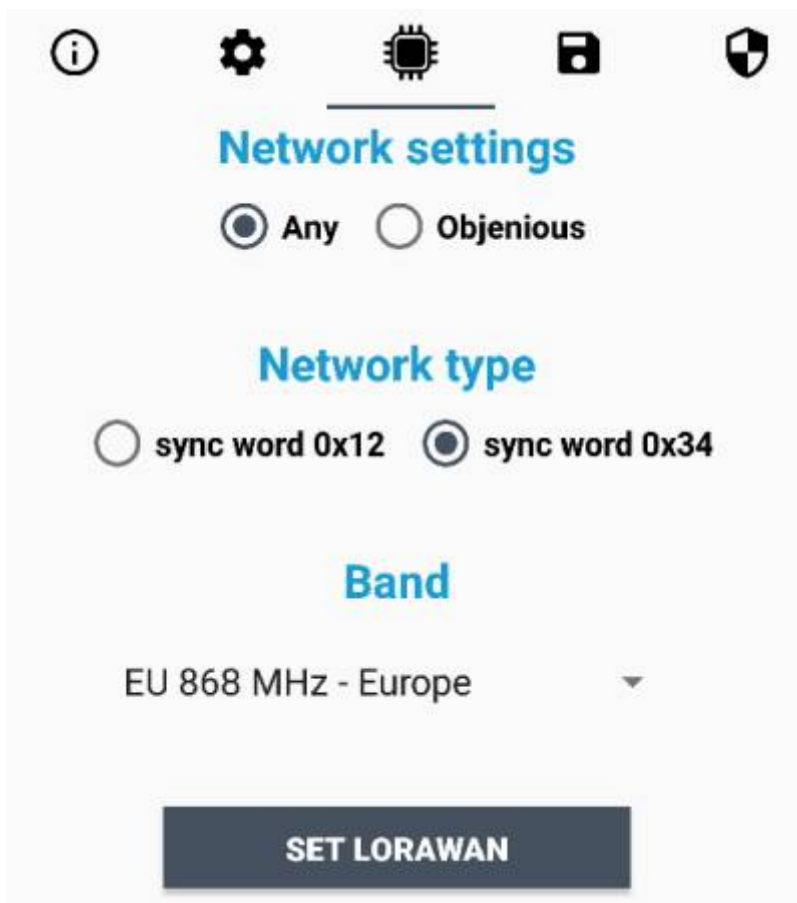 Network settings
Any Objenious
Network type
sync word 0x12 sync word 0x34
Band
EU 868 MHz - Europe
SET LORAWAN